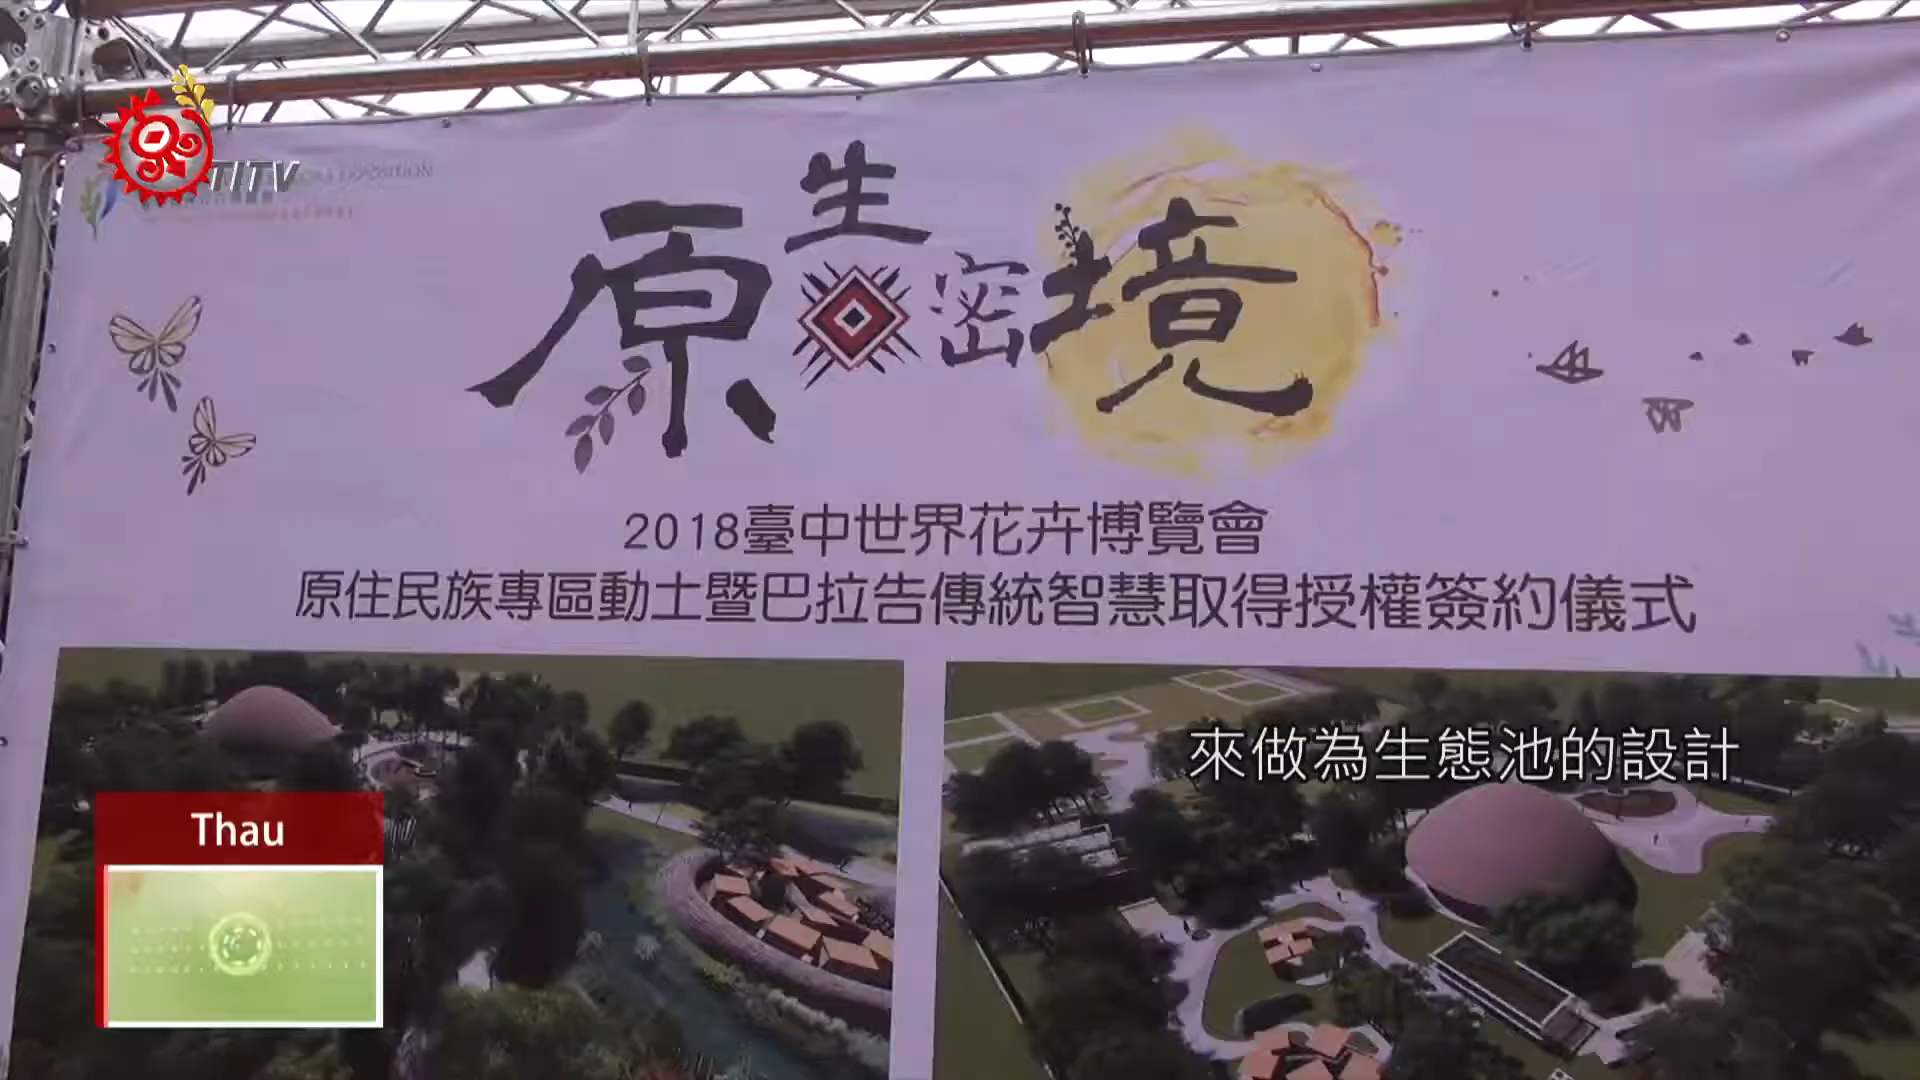 TITV
EXPOSITION
原生密境
2018臺中世界花卉博覽會
原住民族專區動土暨巴拉告傳統智慧取得授權簽約儀式
來做為生態池的設計
Thau